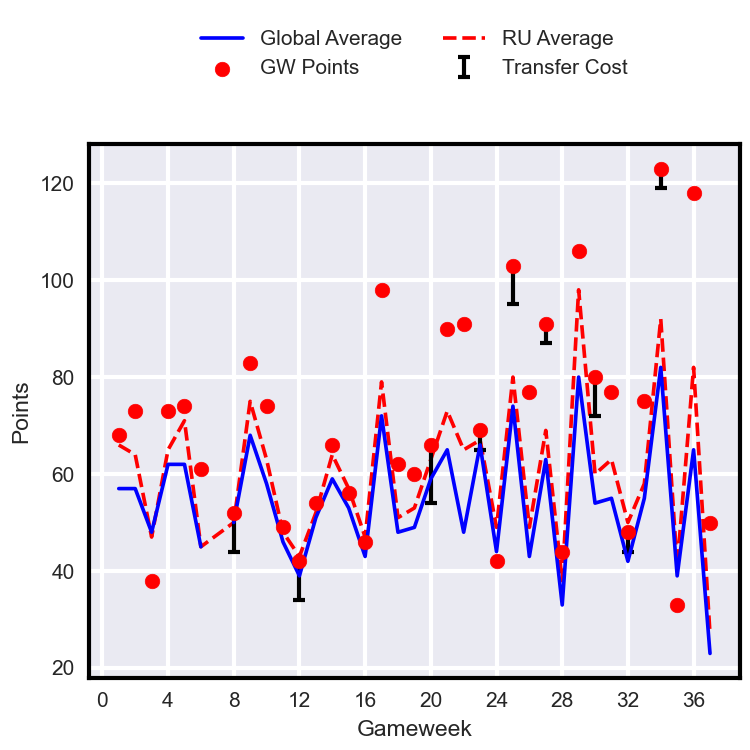 Global Average
RU Average
GW Points
Transfer Cost
Points
120
100
80
60
40
20
0 4 8 12 16 20 24 28 32 36
Gameweek